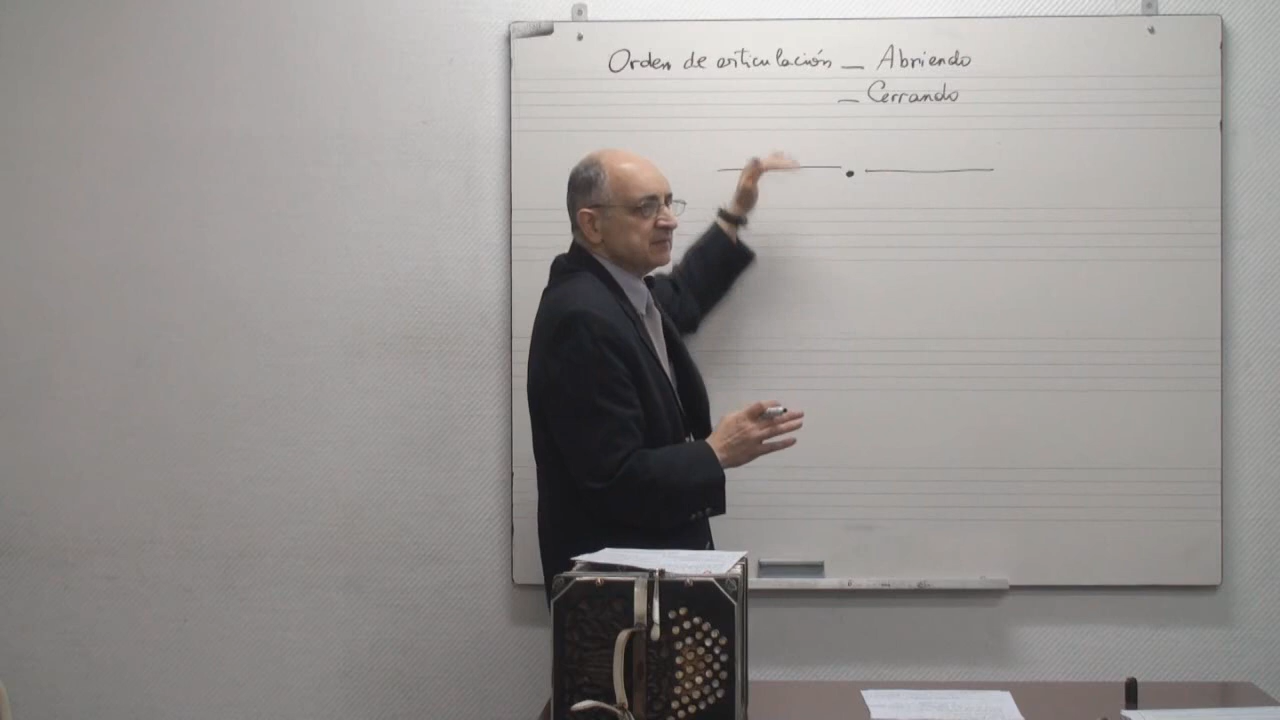 Orden de articulación — Abriendo
— Cerrando